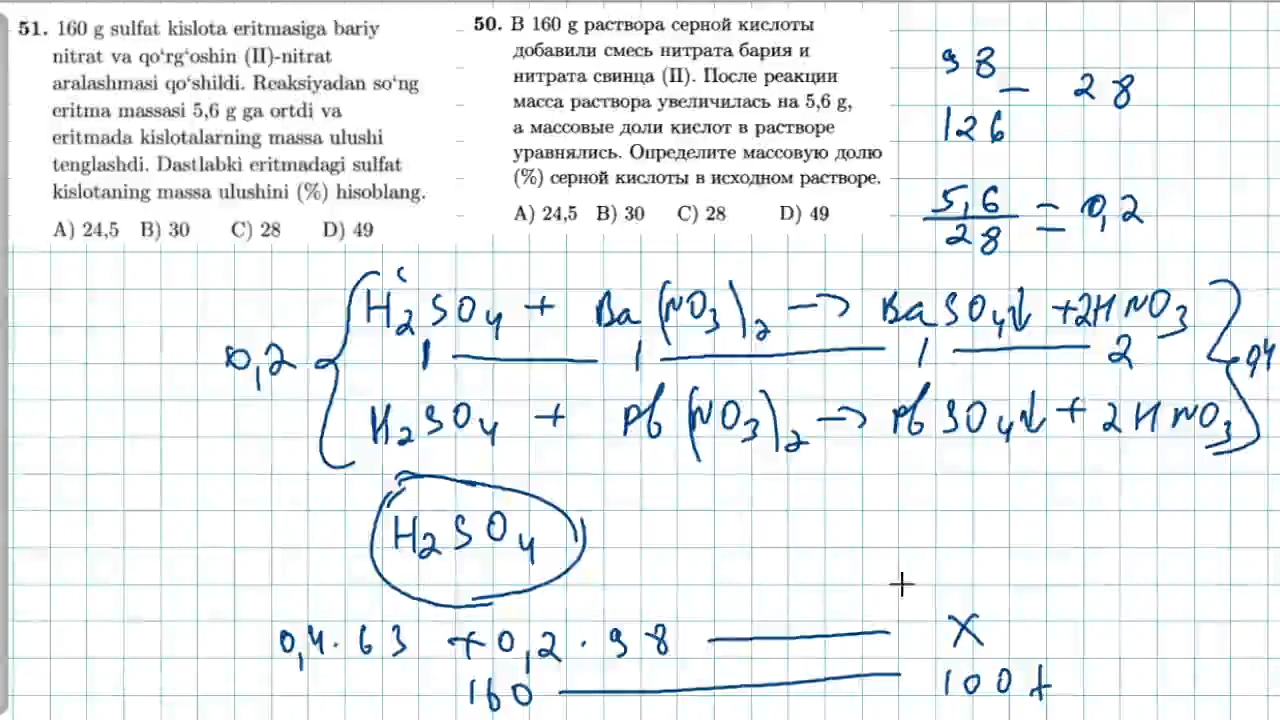 51. 160 g sulfat kislota eritmasiga bariy
nitrat va qo‘rg‘oshin (II)-nitrat
aralashmasi qo‘shildi. Reaksiyadan so‘ng
eritma massasi 5,6 g ga ortdi va
eritmada kislotalarning massa ulushi
tenglashdi. Dastlabki eritmadagi sulfat
kislotaning massa ulushini (%) hisoblang.
A) 24,5 B) 30 C) 28 D) 49
50. В 160 g раствора серной кислоты
добавили смесь нитрата бария и
нитрата свинца (II). После реакции
масса раствора увеличилась на 5,6 g,
а массовые доли кислот в растворе
уравнялись. Определите массовую долю
(%) серной кислоты в исходном растворе.
A) 24,5 B) 30 C) 28 D) 49
98
— 28
126
5,6
28
= 0,2
H2SO4 + Ba(NO3)2 → BaSO4↓ + 2HNO3
1 — 1 — 1 — 2
0,2
0,4
H2SO4 + Pb(NO3)2 → PbSO4↓ + 2HNO3
H2SO4
0,4 · 63 + 0,2 · 98 — X
160 — 100%